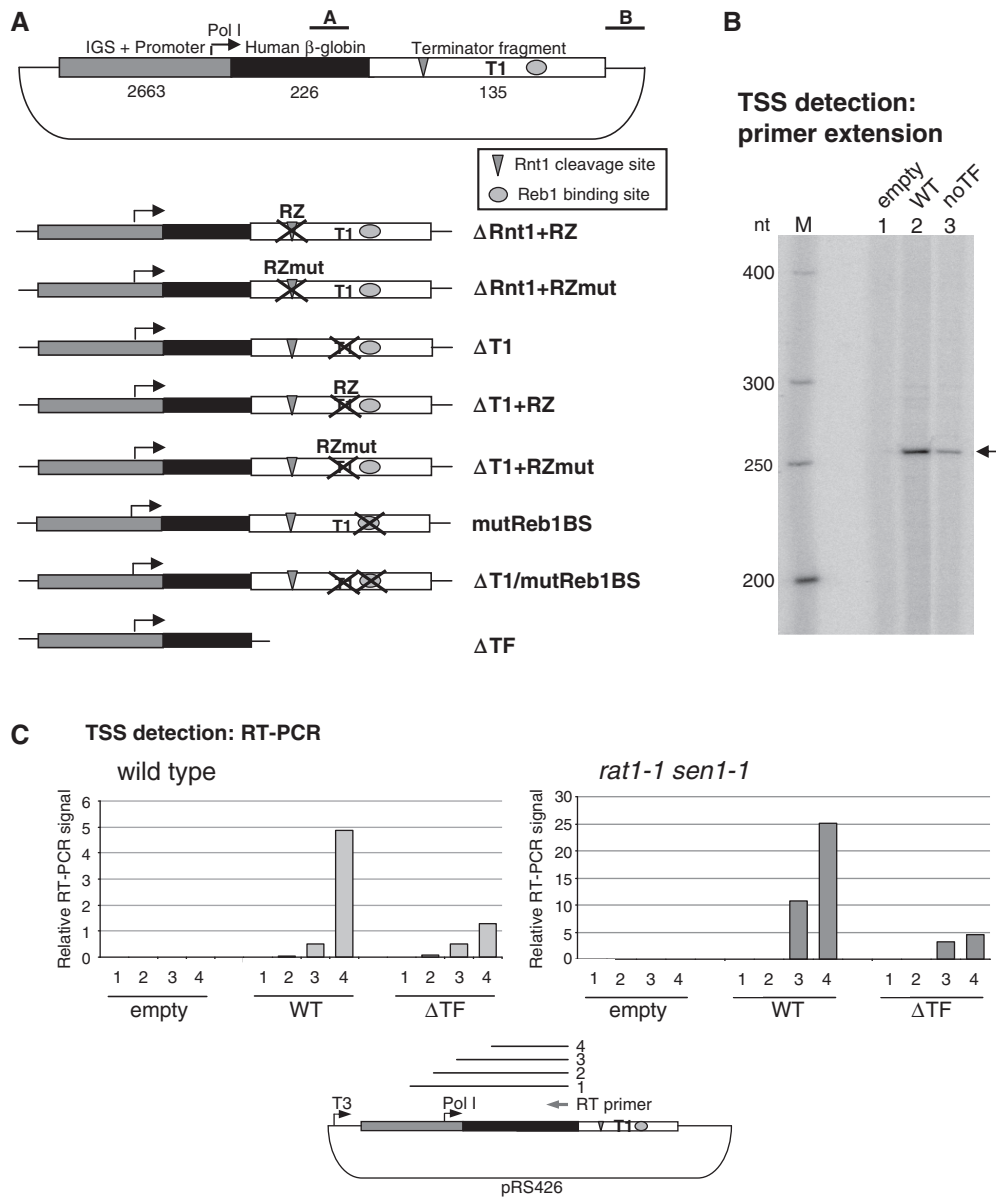 A
Pol I
A
B
IGS + Promoter
Human β-globin
Terminator fragment
T1
2663
226
135
Rnt1 cleavage site
Reb1 binding site
RZ
T1
ΔRnt1+RZ
RZmut
T1
ΔRnt1+RZmut
ΔT1
RZ
ΔT1+RZ
RZmut
ΔT1+RZmut
T1
mutReb1BS
ΔT1/mutReb1BS
ΔTF
B
TSS detection:
primer extension
empty WT noTF
nt M 1 2 3
400
300
250
200
C
TSS detection: RT-PCR
wild type
Relative RT-PCR signal
6
5
4
3
2
1
0
1 2 3 4 1 2 3 4 1 2 3 4
empty WT ΔTF
rat1-1 sen1-1
Relative RT-PCR signal
30
25
20
15
10
5
0
1 2 3 4 1 2 3 4 1 2 3 4
empty WT ΔTF
4
3
2
1
T3 Pol I RT primer
T1
pRS426